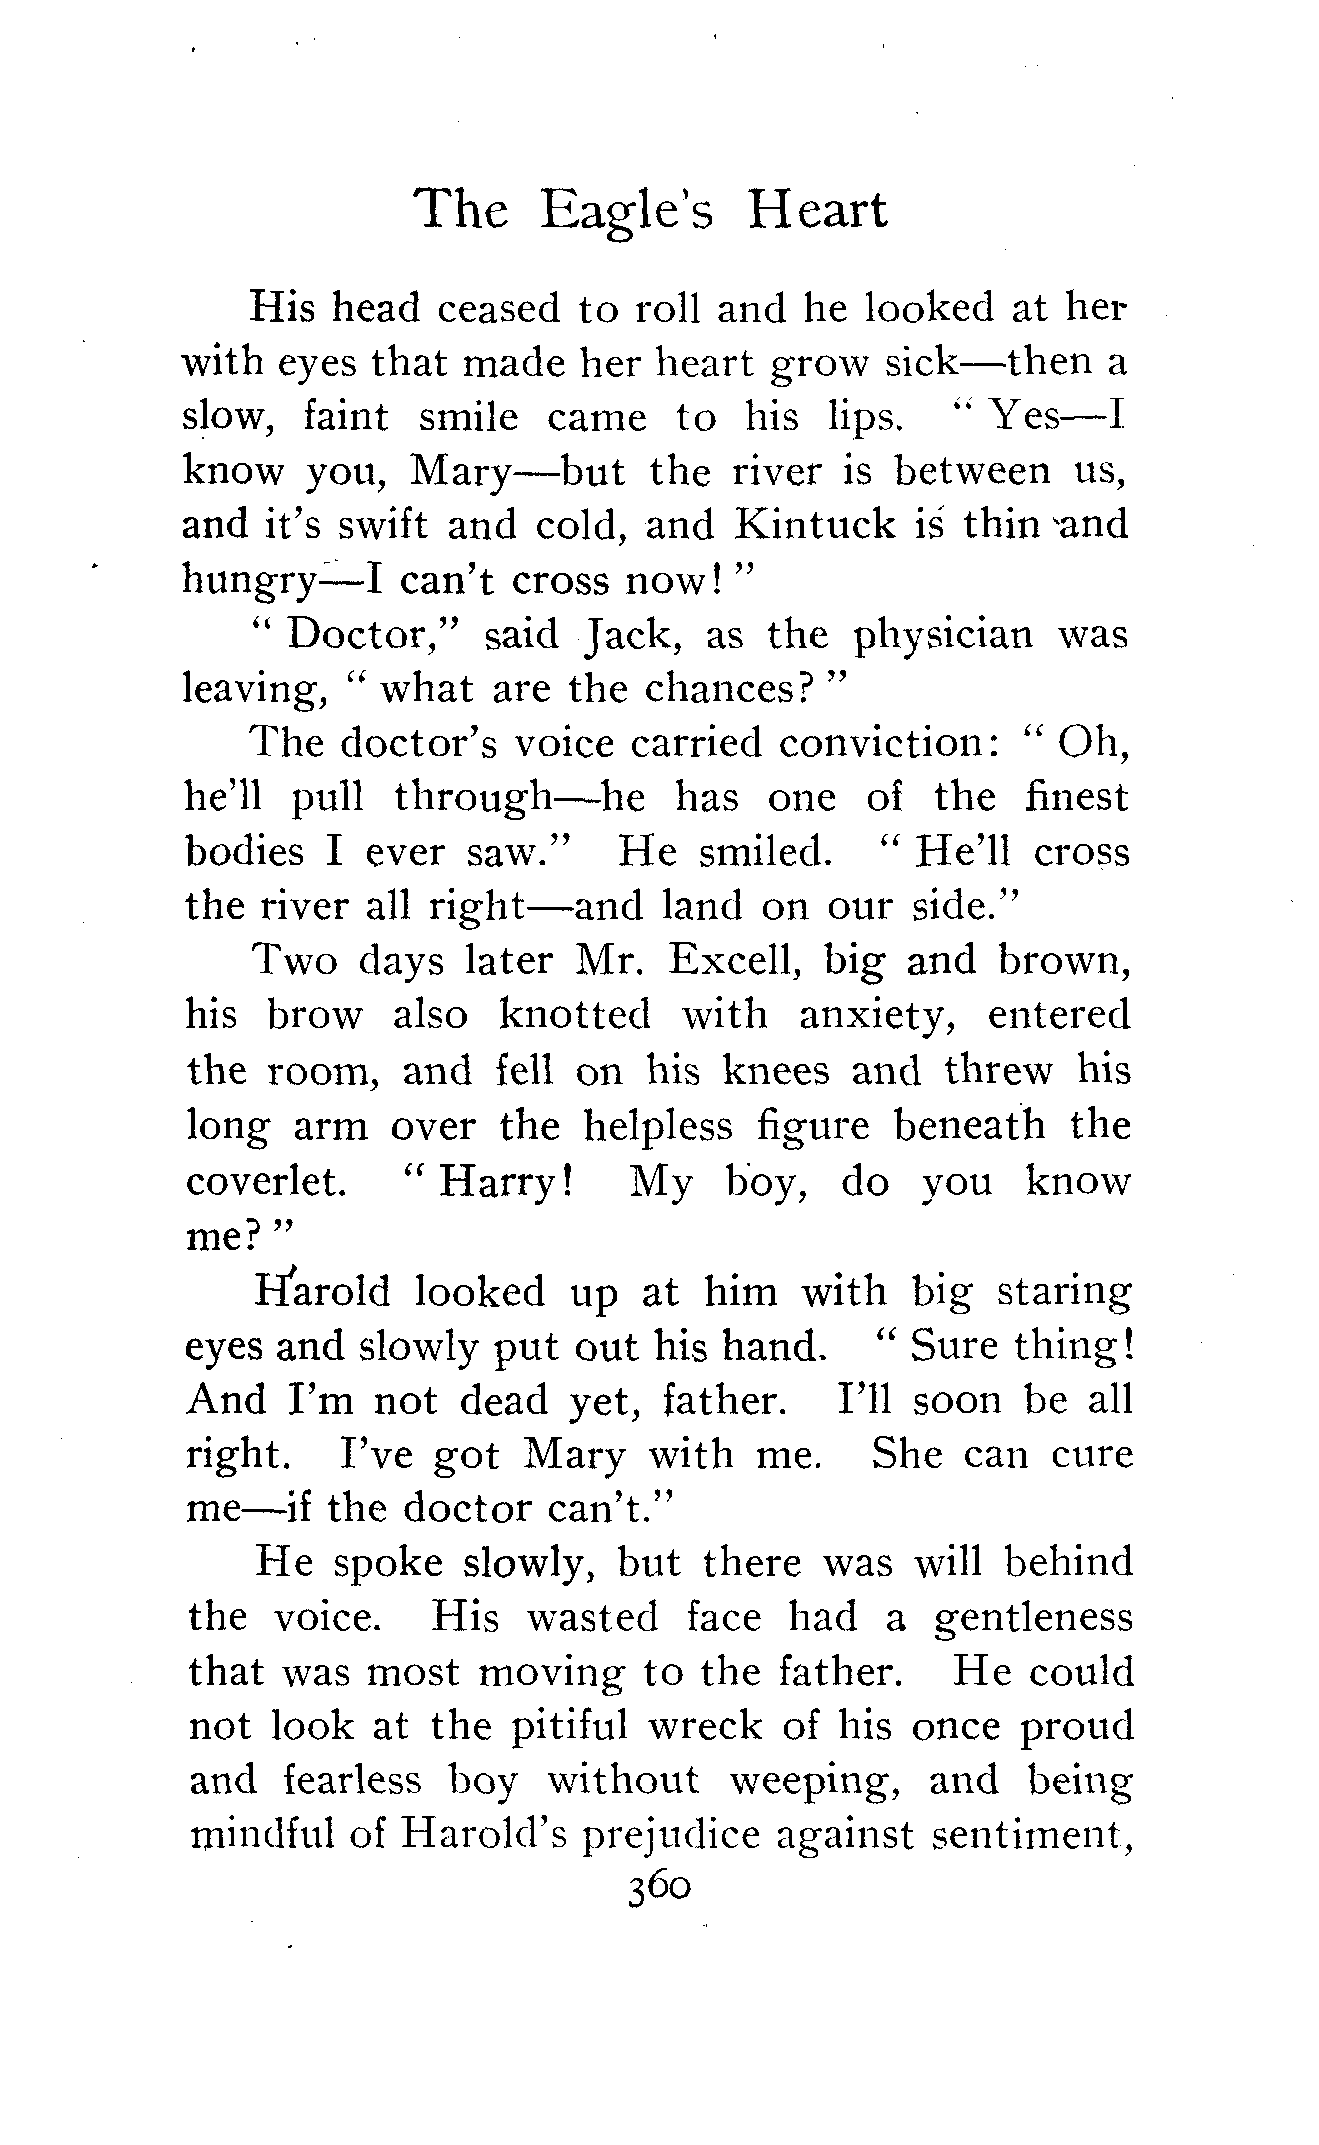 The Eagle's Heart
His head ceased to roll and he looked at her
with eyes that made her heart grow sick—then a
slow, faint smile came to his lips. “ Yes—I
know you, Mary—but the river is between us,
and it's swift and cold, and Kintuck is thin and
hungry—I can't cross now! ”
“ Doctor,” said Jack, as the physician was
leaving, “ what are the chances? ”
The doctor's voice carried conviction: “ Oh,
he'll pull through—he has one of the finest
bodies I ever saw.” He smiled. “ He'll cross
the river all right—and land on our side.”
Two days later Mr. Excell, big and brown,
his brow also knotted with anxiety, entered
the room, and fell on his knees and threw his
long arm over the helpless figure beneath the
coverlet. “ Harry! My boy, do you know
me? ”
Harold looked up at him with big staring
eyes and slowly put out his hand. “ Sure thing!
And I'm not dead yet, father. I'll soon be all
right. I've got Mary with me. She can cure
me—if the doctor can't.”
He spoke slowly, but there was will behind
the voice. His wasted face had a gentleness
that was most moving to the father. He could
not look at the pitiful wreck of his once proud
and fearless boy without weeping, and being
mindful of Harold's prejudice against sentiment,
360